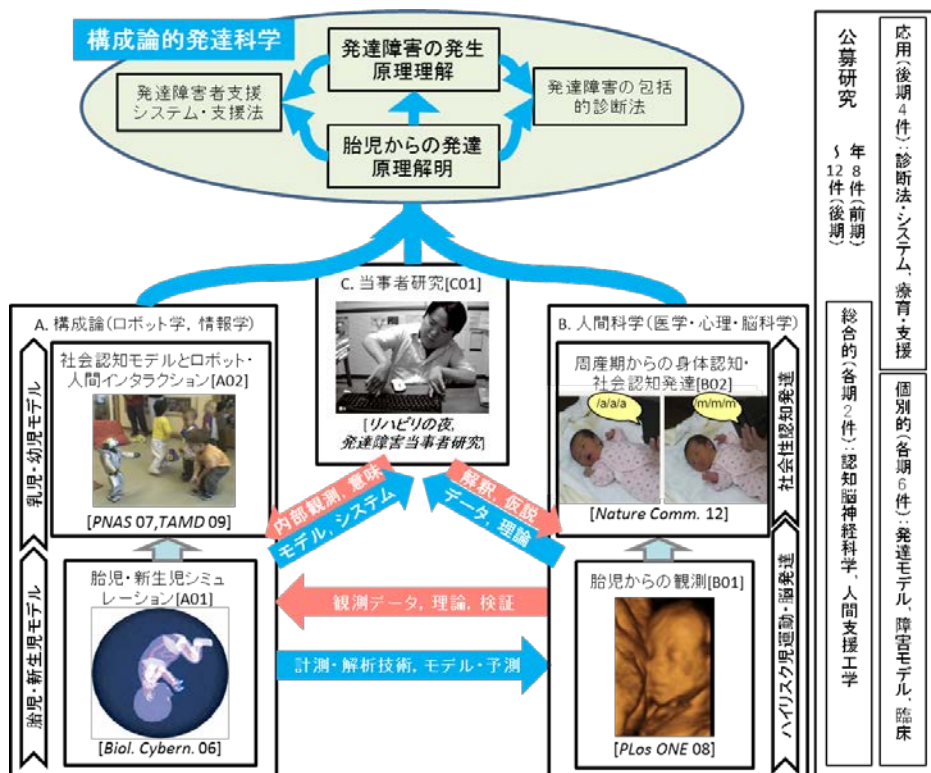 構成論的発達科学
発達障害の発生
原理理解
発達障害者支援
システム・支援法
発達障害の包括
的診断法
胎児からの発達
原理解明
C. 当事者研究[C01]
[リハビリの夜,
発達障害当事者研究]
A. 構成論(ロボット学, 情報学)
社会認知モデルとロボット・
人間インタラクション[A02]
[PNAS 07,TAMD 09]
胎児・新生児シミュ
レーション[A01]
[Biol. Cybern. 06]
乳児・幼児モデル
胎児・新生児モデル
B. 人間科学(医学・心理・脳科学)
周産期からの身体認知・
社会認知発達[B02]
/a/a/a
/m/m/m
[Nature Comm. 12]
胎児からの観測[B01]
[PLos ONE 08]
社会性認知発達
ハイリスク児運動・脳発達
内部観測, 意味
モデル, システム
解釈, 仮説
データ, 理論
観測データ, 理論, 検証
計測・解析技術, モデル・予測
公募研究
年8件(前期)
~12件(後期)
応用(後期4件):診断法・システム、療育・支援
総合的(各期2件):認知脳神経科学、人間支援工学
個別的(各期6件):発達モデル、障害モデル、臨床